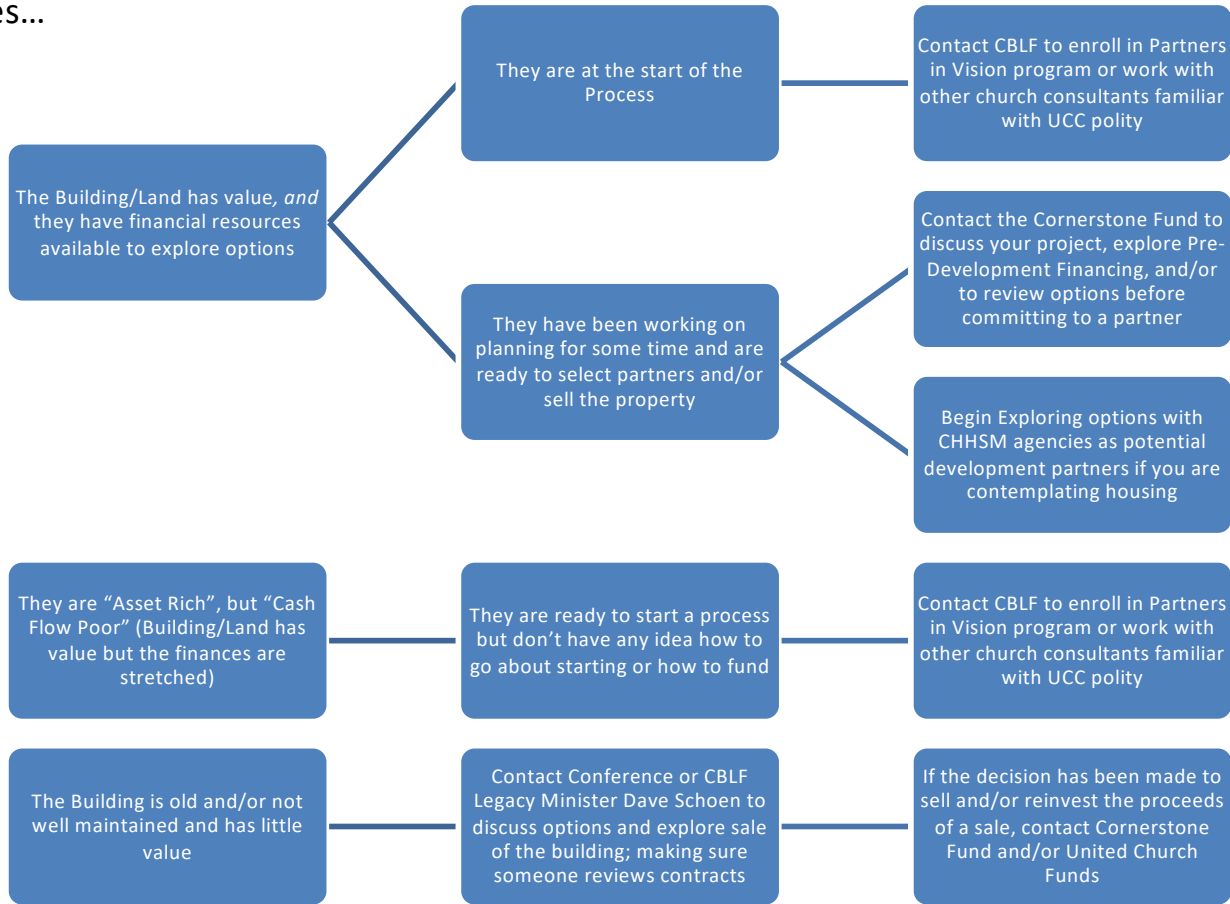 es...
They are at the start of the
Process
Contact CBLF to enroll in Partners
in Vision program or work with
other church consultants familiar
with UCC polity
The Building/Land has value, and
they have financial resources
available to explore options
They have been working on
planning for some time and are
ready to select partners and/or
sell the property
Contact the Cornerstone Fund to
discuss your project, explore Pre-
Development Financing, and/or
to review options before
committing to a partner
Begin Exploring options with
CHHSM agencies as potential
development partners if you are
contemplating housing
They are “Asset Rich”, but “Cash
Flow Poor” (Building/Land has
value but the finances are
stretched)
They are ready to start a process
but don’t have any idea how to
go about starting or how to fund
Contact CBLF to enroll in Partners
in Vision program or work with
other church consultants familiar
with UCC polity
The Building is old and/or not
well maintained and has little
value
Contact Conference or CBLF
Legacy Minister Dave Schoen to
discuss options and explore sale
of the building; making sure
someone reviews contracts
If the decision has been made to
sell and/or reinvest the proceeds
of a sale, contact Cornerstone
Fund and/or United Church
Funds